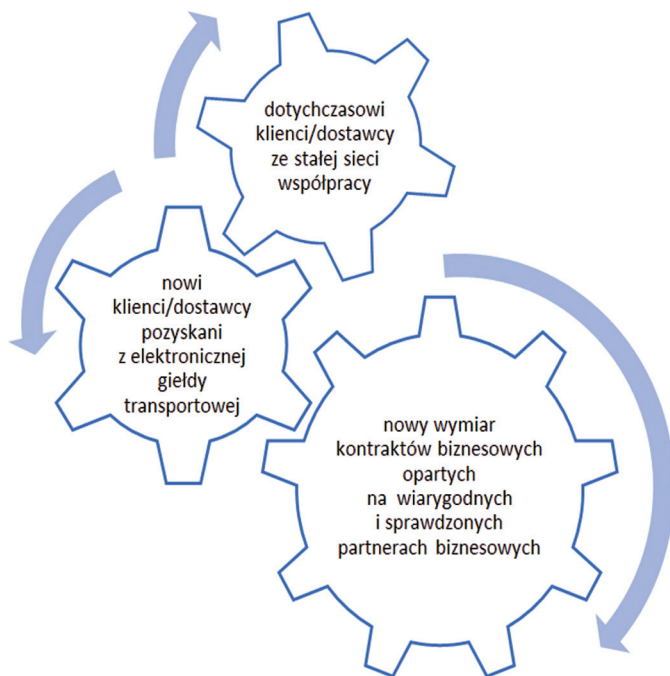 dotychczasowi
klienci/dostawcy
ze stałej sieci
współpracy
nowi
klienci/dostawcy
pozyskani
z elektronicznej
giełdy
transportowej
nowy wymiar
kontraktów biznesowych
opartych
na wiarygodnych
i sprawdzonych
partnerach biznesowych